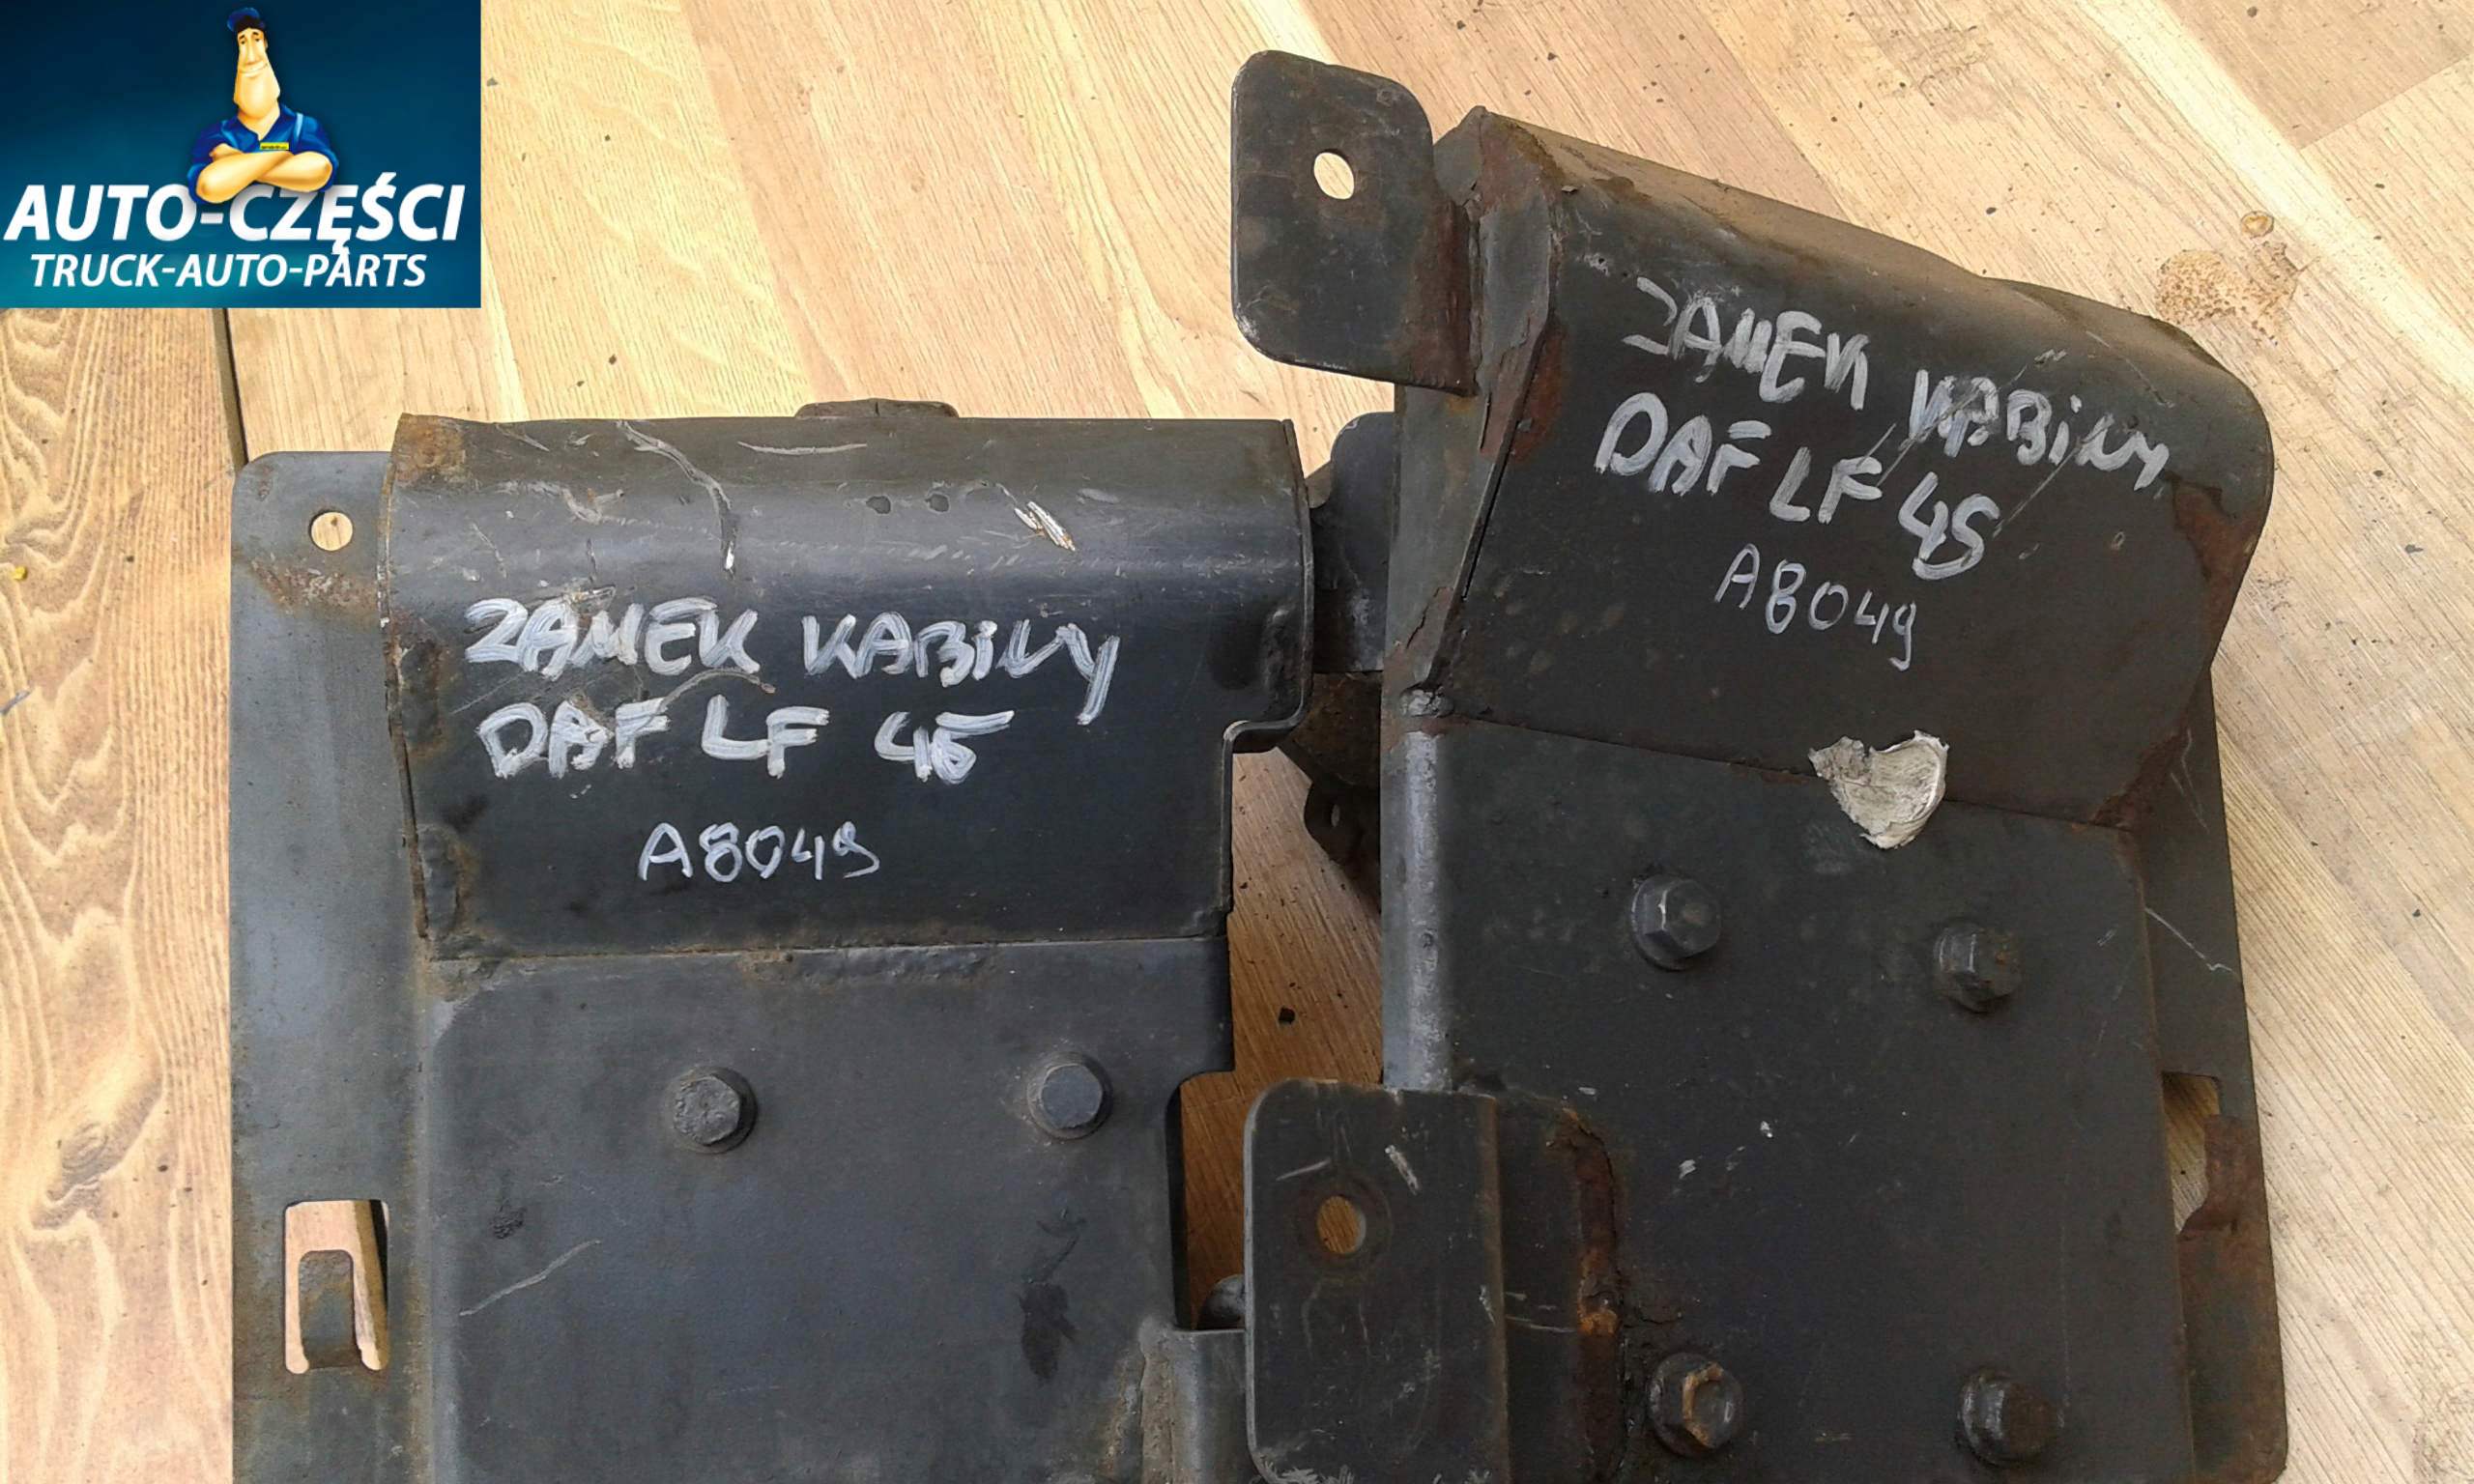 AUTO-CZĘŚCI
TRUCK-AUTO-PARTS
ZAMEK KABiNY
DAF LF 45
A8049
ZAMEK KABiNY
DAF LF 45
A8049